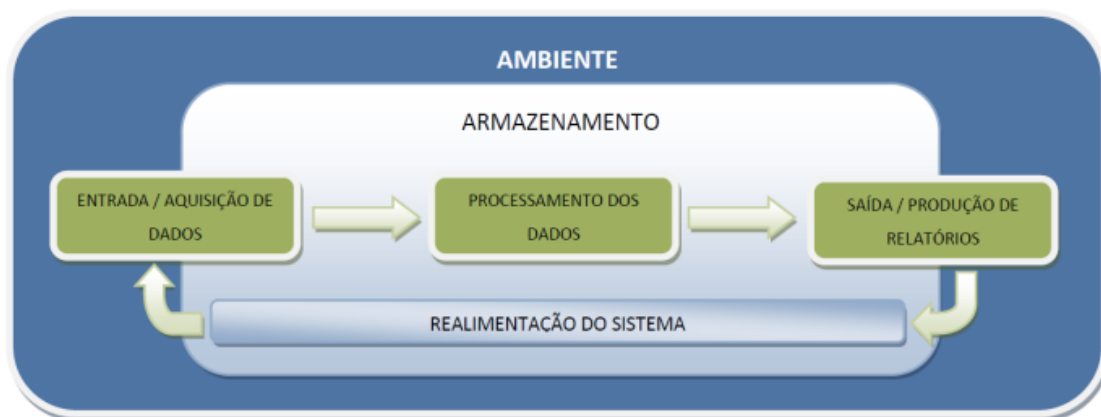 AMBIENTE
ARMAZENAMENTO
ENTRADA / AQUISIÇÃO DE
DADOS
PROCESSAMENTO DOS
DADOS
SAÍDA / PRODUÇÃO DE
RELATÓRIOS
REALIMENTAÇÃO DO SISTEMA